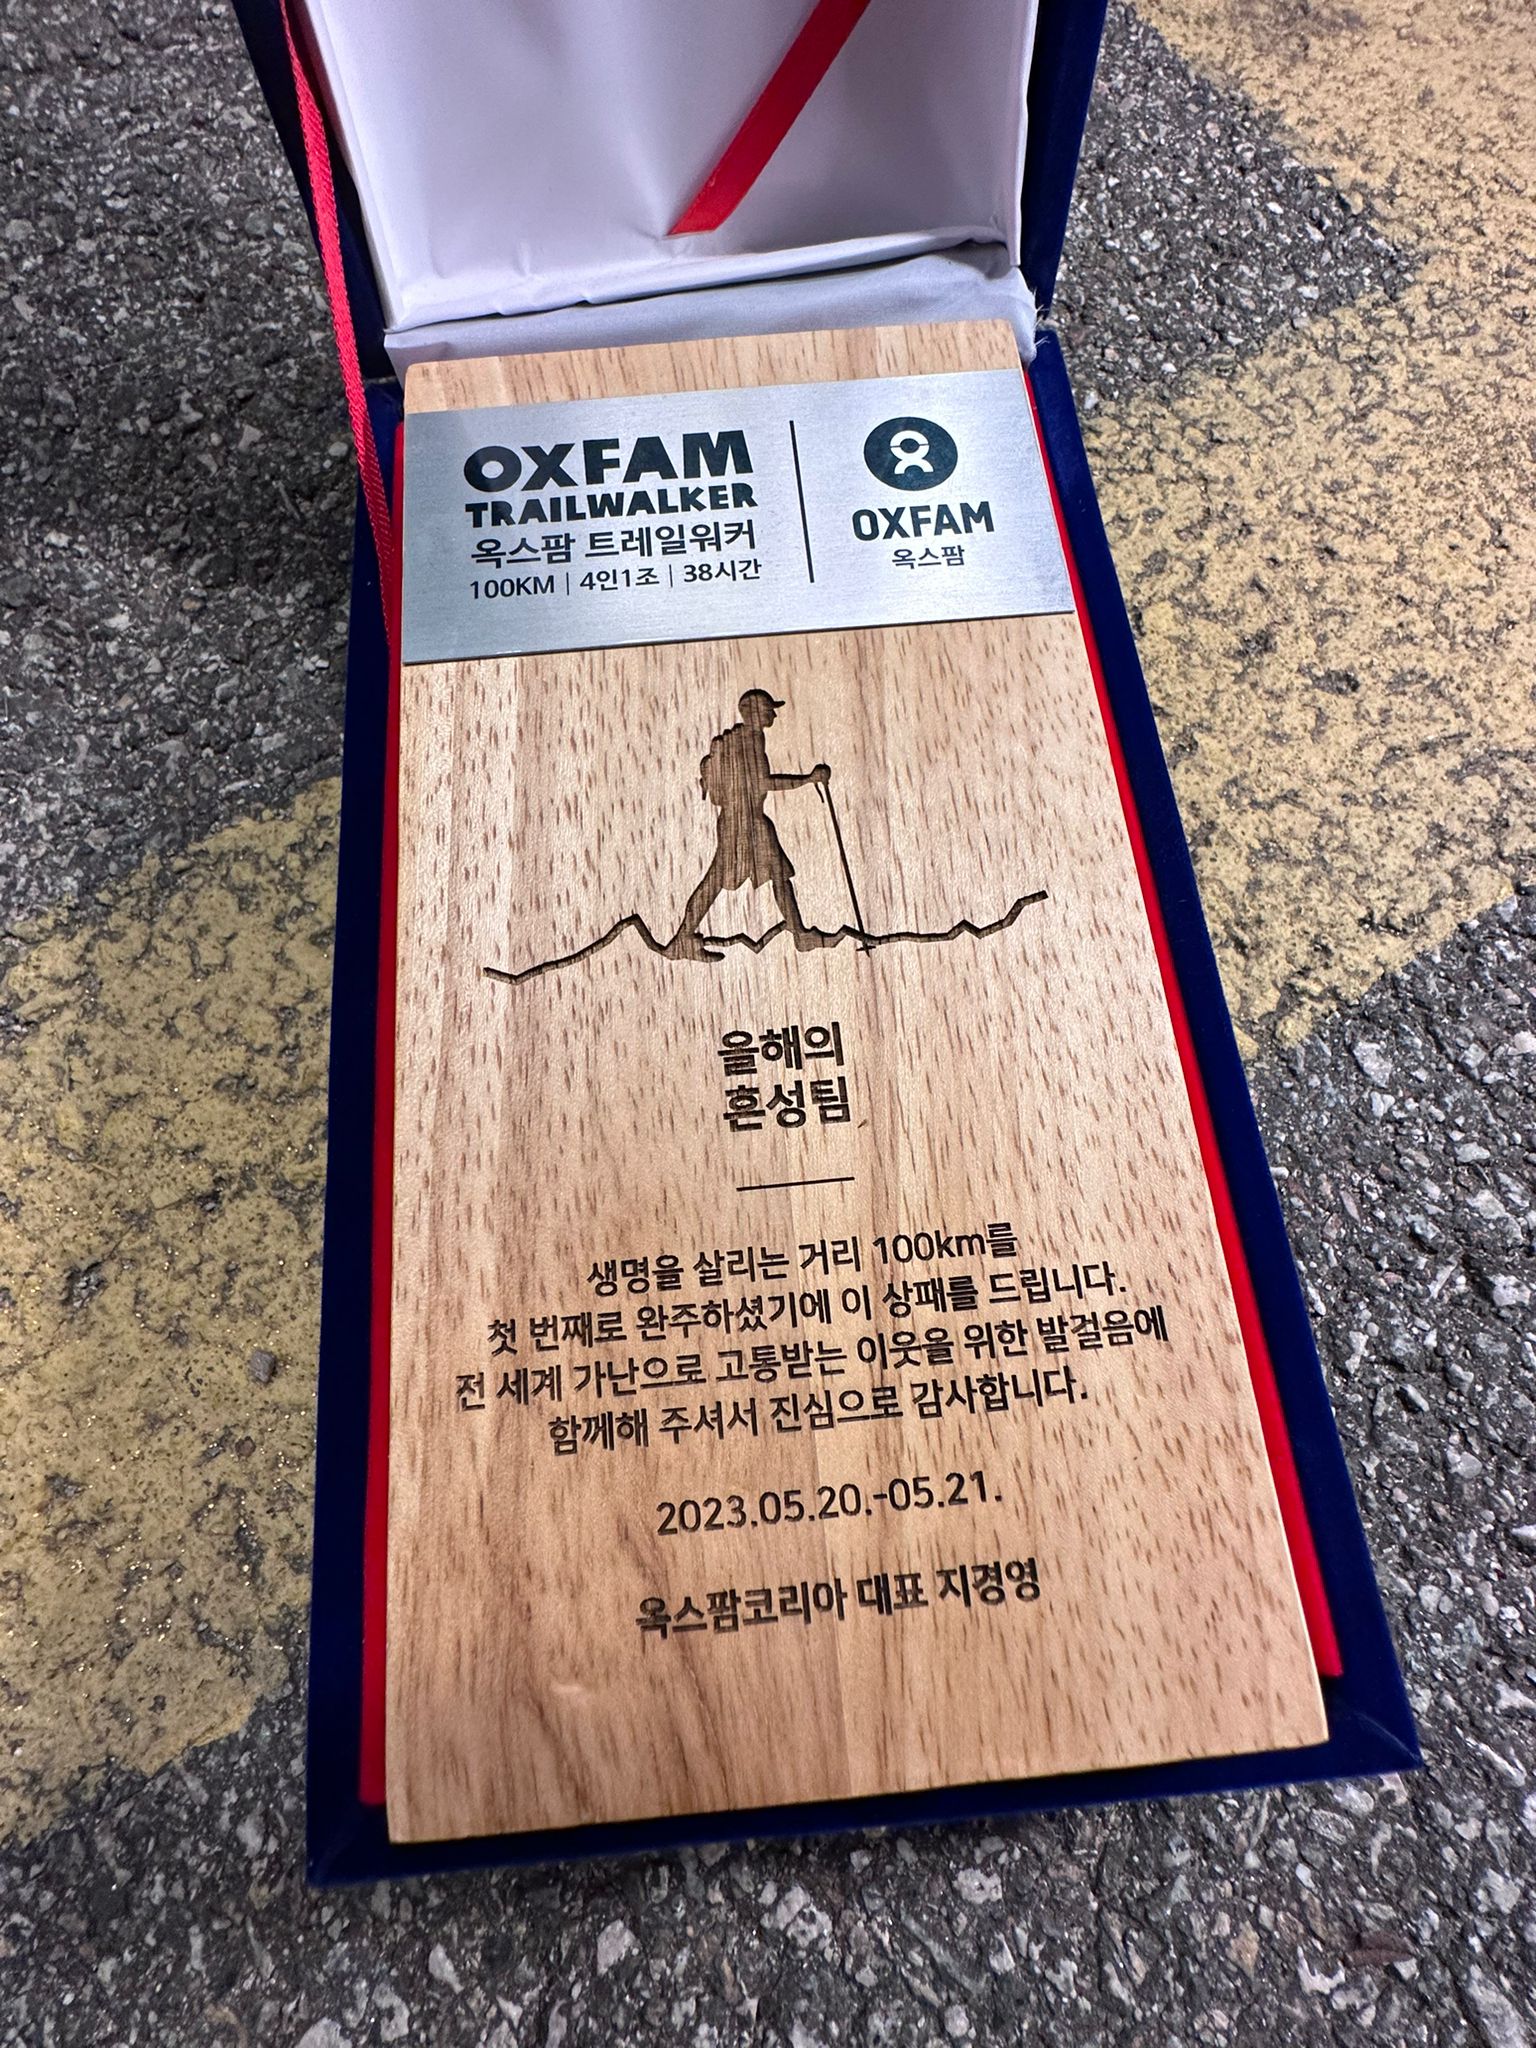 OXFAM
TRAILWALKER
옥스팜 트레일워커
100KM | 4인1조 | 38시간
OXFAM
옥스팜
올해의
혼성팀
생명을 살리는 거리 100km를
첫 번째로 완주하셨기에 이 상패를 드립니다.
전 세계 가난으로 고통받는 이웃을 위한 발걸음에
함께해 주셔서 진심으로 감사합니다.
2023.05.20.-05.21.
옥스팜코리아 대표 지경영